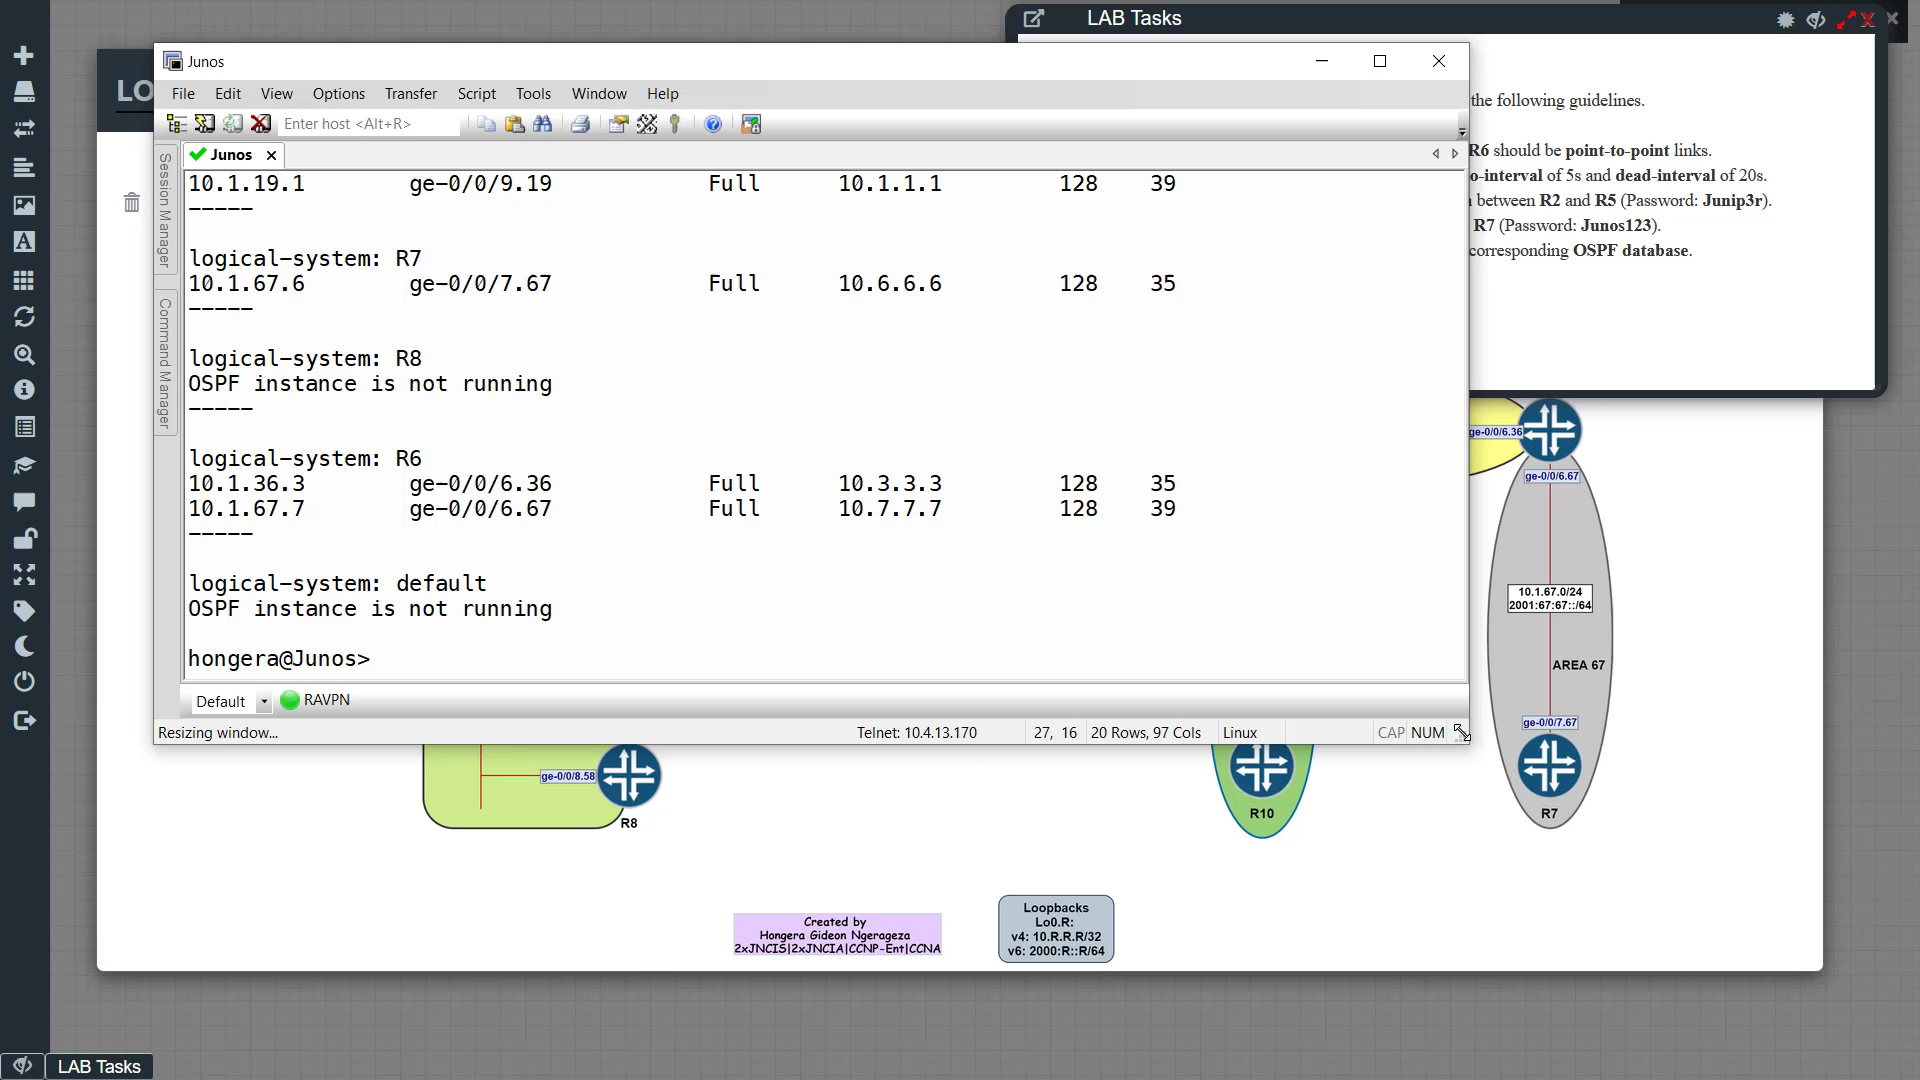 LAB Tasks
LO
Junos
File Edit View Options Transfer Script Tools Window Help
Enter host <Alt+R>
Session Manager
Command Manager
Junos
10.1.19.1 ge-0/0/9.19 Full 10.1.1.1 128 39
-----
logical-system: R7
10.1.67.6 ge-0/0/7.67 Full 10.6.6.6 128 35
-----
logical-system: R8
OSPF instance is not running
-----
logical-system: R6
10.1.36.3 ge-0/0/6.36 Full 10.3.3.3 128 35
10.1.67.7 ge-0/0/6.67 Full 10.7.7.7 128 39
-----
logical-system: default
OSPF instance is not running
hongera@Junos>
Default RAVPN
Resizing window... Telnet: 10.4.13.170 27, 16 20 Rows, 97 Cols Linux CAP NUM
the following guidelines.
R6 should be point-to-point links.
o-interval of 5s and dead-interval of 20s.
between R2 and R5 (Password: Junip3r).
R7 (Password: Junos123).
corresponding OSPF database.
ge-0/0/6.36
ge-0/0/6.67
10.1.67.0/24
2001:67:67::/64
AREA 67
ge-0/0/7.67
R7
ge-0/0/8.58
R8
R10
Created by
Hongera Gideon Ngerageza
2xJNCIS|2xJNCIA|CCNP-Ent|CCNA
Loopbacks
Lo0.R:
v4: 10.R.R.R/32
v6: 2000:R::R/64
LAB Tasks